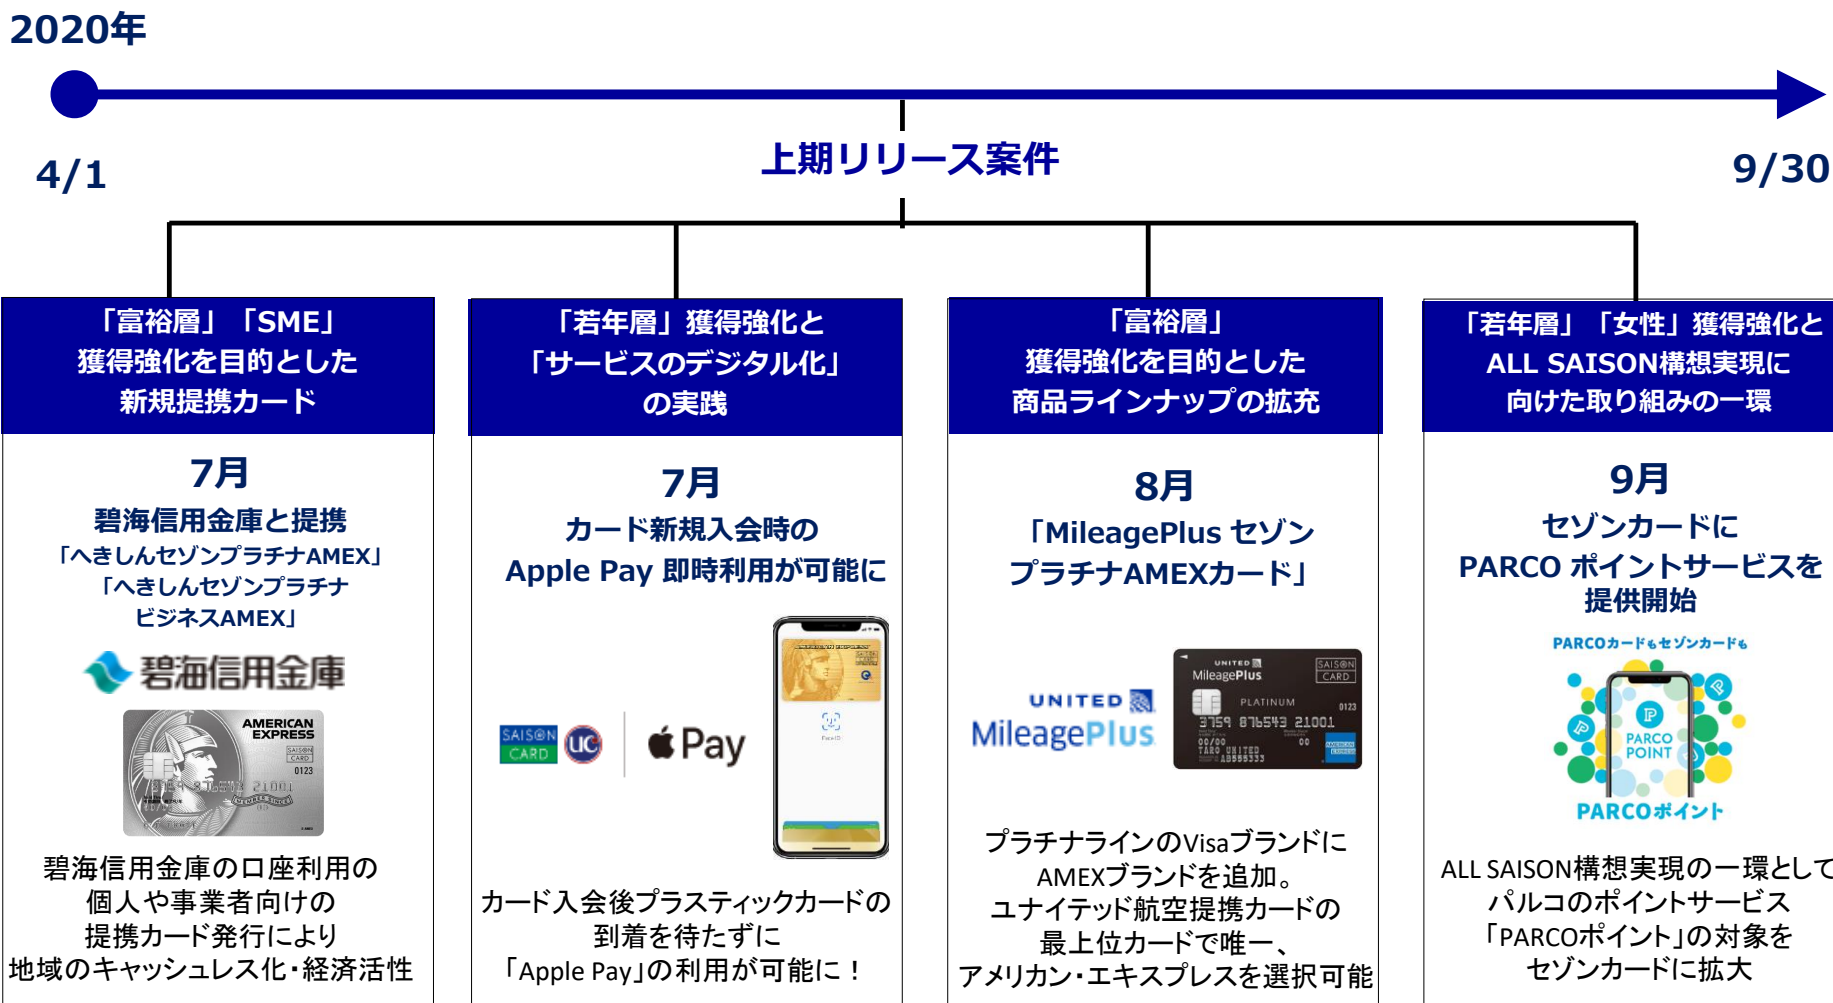 2020年
4/1
上期リリース案件
9/30
「富裕層」「SME」
獲得強化を目的とした
新規提携カード
7月
碧海信用金庫と提携
「へきしんセゾンプラチナAMEX」
「へきしんセゾンプラチナ
ビジネスAMEX」
碧海信用金庫
AMERICAN
EXPRESS
SAISON
CARD
0123
碧海信用金庫の口座利用の
個人や事業者向けの
提携カード発行により
地域のキャッシュレス化・経済活性
「若年層」獲得強化と
「サービスのデジタル化」
の実践
7月
カード新規入会時の
Apple Pay 即時利用が可能に
SAISON
CARD
UC
Pay
AMERICAN EXPRESS
Face ID
カード入会後プラスティックカードの
到着を待たずに
「Apple Pay」の利用が可能に！
「富裕層」
獲得強化を目的とした
商品ラインナップの拡充
8月
「MileagePlus セゾン
プラチナAMEXカード」
UNITED
MileagePlus
UNITED
MileagePlus
SAISON
CARD
PLATINUM
0123
3759 876543 21001
00/00
00
TARO UNITED
AB555333
プラチナラインのVisaブランドに
AMEXブランドを追加。
ユナイテッド航空提携カードの
最上位カードで唯一、
アメリカン・エキスプレスを選択可能
「若年層」「女性」獲得強化と
ALL SAISON構想実現に
向けた取り組みの一環
9月
セゾンカードに
PARCO ポイントサービスを
提供開始
PARCOカードもセゾンカードも
PARCO
POINT
PARCOポイント
ALL SAISON構想実現の一環として
パルコのポイントサービス
「PARCOポイント」の対象を
セゾンカードに拡大